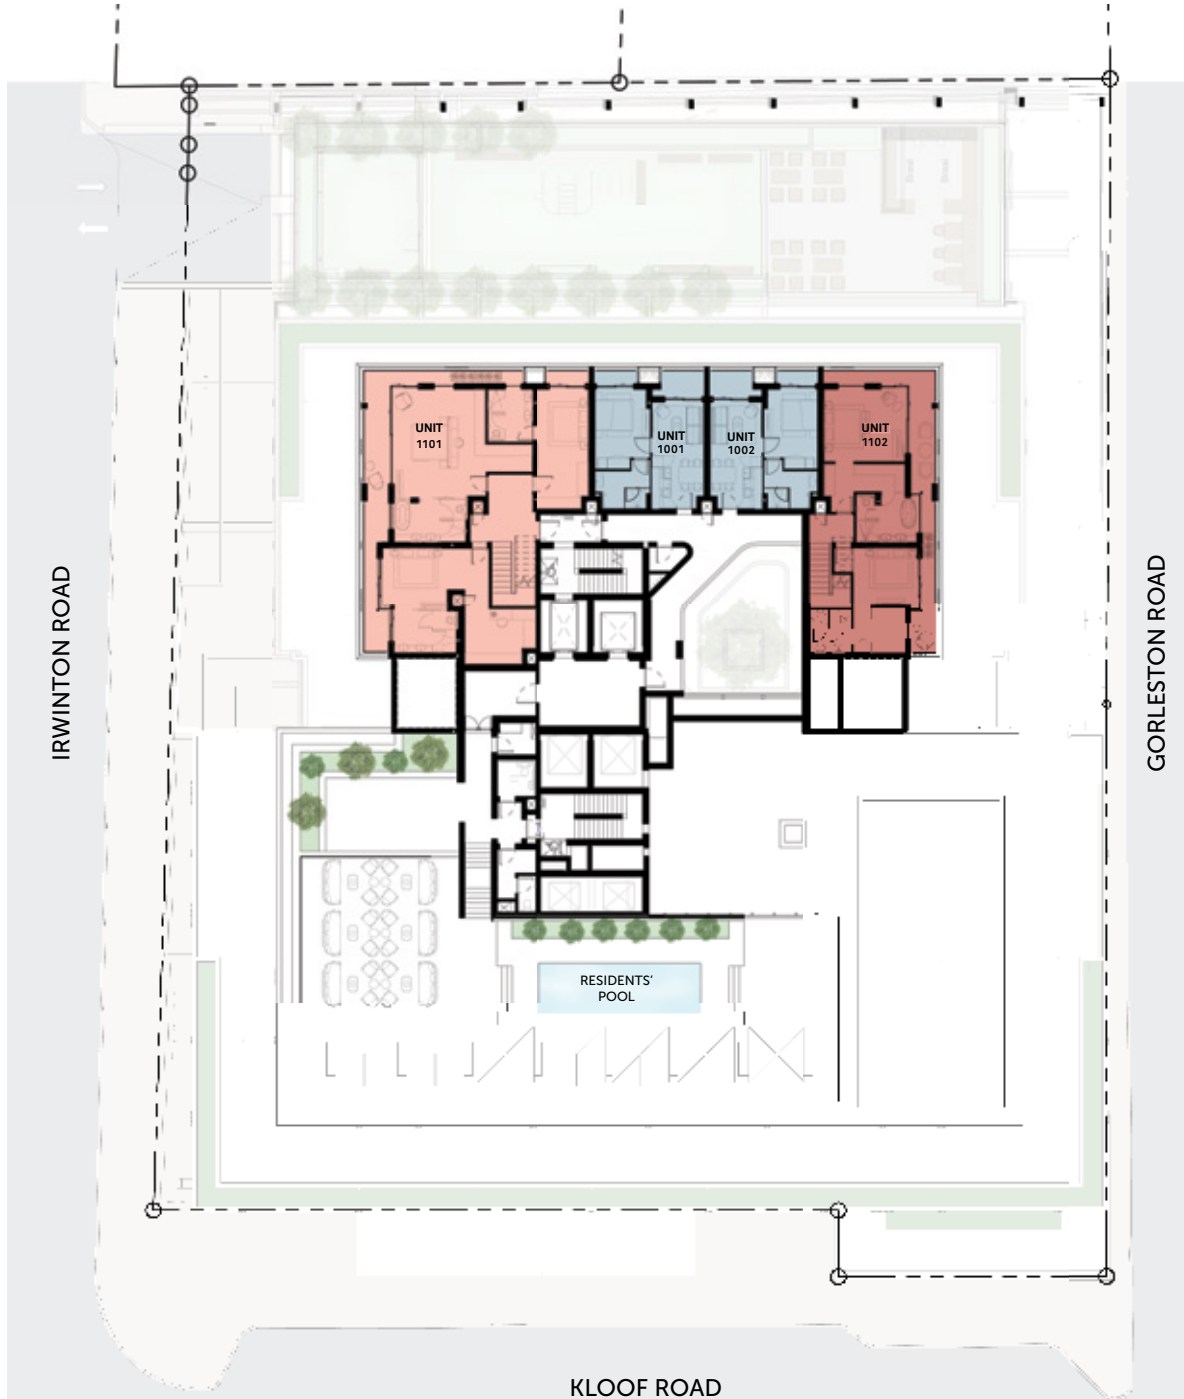 UNIT
1101
UNIT
1001
UNIT
1002
UNIT
1102
IRWINTON ROAD
GORLESTON ROAD
RESIDENTS'
POOL
KLOOF ROAD